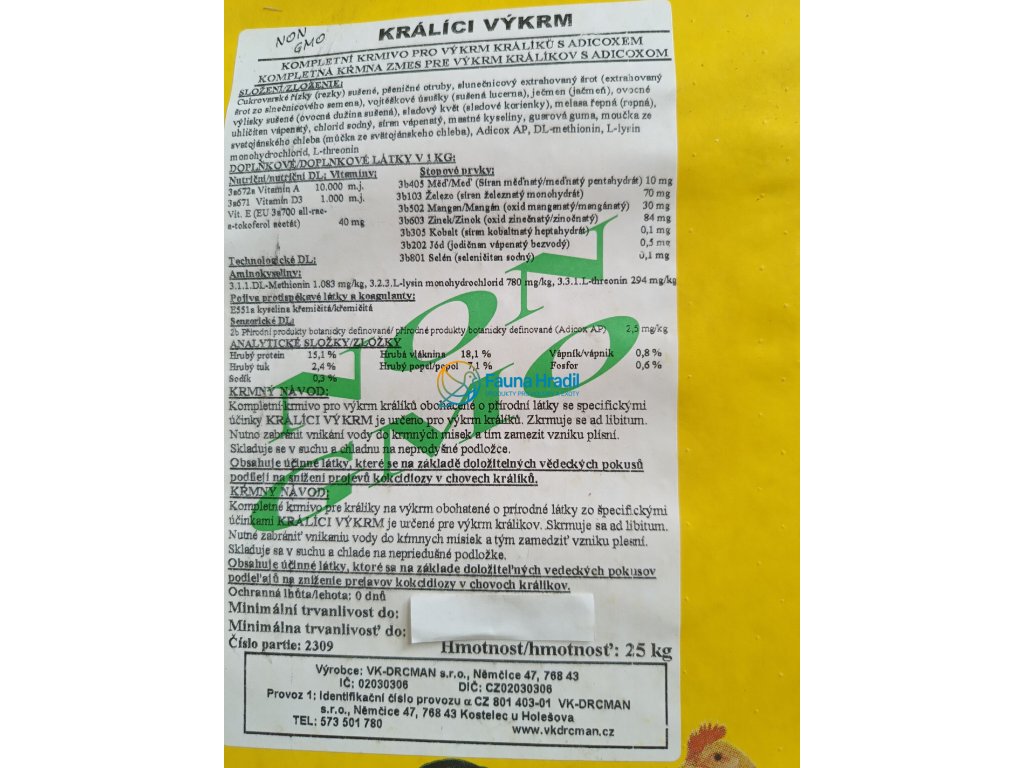 NON
GMO
KRÁLÍCI VÝKRM
KOMPLETNÍ KRMIVO PRO VÝKRM KRÁLÍKŮ S ADICOXEM
KOMPLETNÁ KŔMNA ZMES PRE VÝKRM KRÁLÍKOV S ADICOXOM
SLOŽENÍ/ZLOŽENIE:
Cukrovarské řízky (rezky) sušené, pšeničné otruby, slunečnicový extrahovaný šrot (extrahovaný
šrot zo slnečnicového semena), vojtěškové úsušky (sušená lucerna), ječmen (jačmeň), ovocné
výlisky sušené (ovocná dužina sušená), sladový květ (sladové korienky), melasa řepná (ropná),
uhličitan vápenatý, chlorid sodný, síran vápenatý, mastné kyseliny, guarová guma, moučka ze
svatojánského chleba (múčka ze svätojánskeho chleba), Adicox AP, DL-methionin, L-lysin
monohydrochlorid, L-threonin
DOPLŇKOVÉ/DOPLNKOVÉ LÁTKY V 1 KG:
Nutriční/nutriční DL: Vitamíny:
3a672a Vitamín A 10.000 m.j.
3a671 Vitamín D3 1.000 m.j.
Vit. E (EU 3a700 all-rac-
a-tokoferol acetát) 40 mg
Stopové prvky:
3b405 Měď/Meď (Síran měďnatý/meďnatý pentahydrát) 10 mg
3b103 Železo (síran železnatý monohydrát) 70 mg
3b502 Mangan/Mangán (oxid manganatý/mangánatý) 30 mg
3b603 Zinek/Zinok (oxid zinečnatý/zinočnatý) 84 mg
3b305 Kobalt (síran kobaltnatý heptahydrát) 0,1 mg
3b202 Jód (jodičnan vápenatý bezvodý) 0,5 mg
3b801 Selén (seleničitan sodný) 0,1 mg
Technologické DL:
Aminokyseliny:
3.1.1.DL-Methionin 1.083 mg/kg, 3.2.3.L-lysin monohydrochlorid 780 mg/kg, 3.3.1.L-threonin 294 mg/kg
Pojiva protispékavé látky a koagulanty:
E551a kyselina křemičitá/křemičitá
Senzorické DL:
2b Přírodní produkty botanicky definované/ prírodné produkty botanický definované (Adicox AP) 2,5 mg/kg
ANALYTICKÉ SLOŽKY/ZLOŽKY
Hrubý protein 15,1 % Hrubá vláknina 18,1 % Vápník/vápnik 0,8 %
Hrubý tuk 2,4 % Hrubý popel/popol 7,1 % Fosfor 0,6 %
Sodík 0,3 %
NON
GMO
Fauna Hradil
KRMNÝ NÁVOD:
Kompletní krmivo pro výkrm králíků obohacené o přírodní látky se specifickými
účinky KRÁLÍCI VÝKRM je určeno pro výkrm králíků. Zkrmuje se ad libitum.
Nutno zabránit vnikání vody do krmných misek a tím zamezit vzniku plísní.
Skladuje se v suchu a chladnu na neprodyšné podložce.
Obsahuje účinné látky, které se na základě doložitelných vědeckých pokusů
podílejí na snížení projevů kokcidiozy v chovech králíků.
KŔMNÝ NÁVOD:
Kompletné krmivo pre králiky na výkrm obohatené o prírodné látky zo špecifickými
účinkami KRÁLÍCI VÝKRM je určené pre výkrm králikov. Skrmuje sa ad libitum.
Nutné zabrániť vnikaniu vody do kŕmnych misiek a tým zamedziť vzniku plesní.
Skladuje sa v suchu a chlade na nepriedušné podložke.
Obsahuje účinné látky, ktoré sa na základe doložiteľných vedeckých pokusov
podieľajú na zníženie prejavov kokcidiozy v chovech králikov.
Ochranná lhůta/lehota: 0 dnů
Minimální trvanlivost do:
Minimálna trvanlivosť do:
Číslo partie: 2309 Hmotnost/hmotnosť: 25 kg
Výrobce: VK-DRCMAN s.r.o., Němčice 47, 768 43
IČ; 02030306 DIČ: CZ02030306
Provoz 1: Identifikační číslo provozu α CZ 801 403-01 VK-DRCMAN
s.r.o., Němčice 47, 768 43 Kostelec u Holešova
TEL: 573 501 780 www.vkdrcman.cz